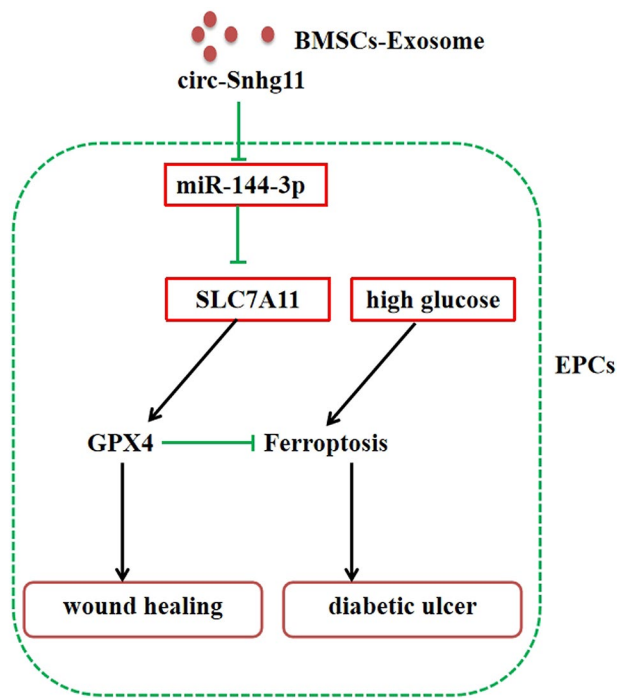 BMSCs-Exosome
circ-Snhg11
miR-144-3p
SLC7A11
high glucose
EPCs
GPX4
Ferroptosis
wound healing
diabetic ulcer